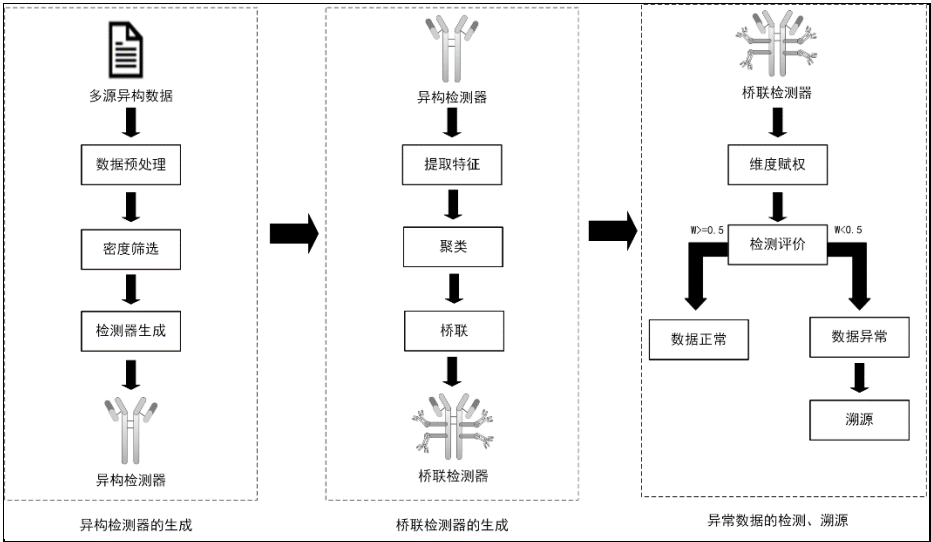 多源异构数据
数据预处理
密度筛选
检测器生成
异构检测器
异构检测器的生成
异构检测器
提取特征
聚类
桥联
桥联检测器
桥联检测器的生成
桥联检测器
维度赋权
W>=0.5
检测评价
W<0.5
数据正常
数据异常
溯源
异常数据的检测、溯源